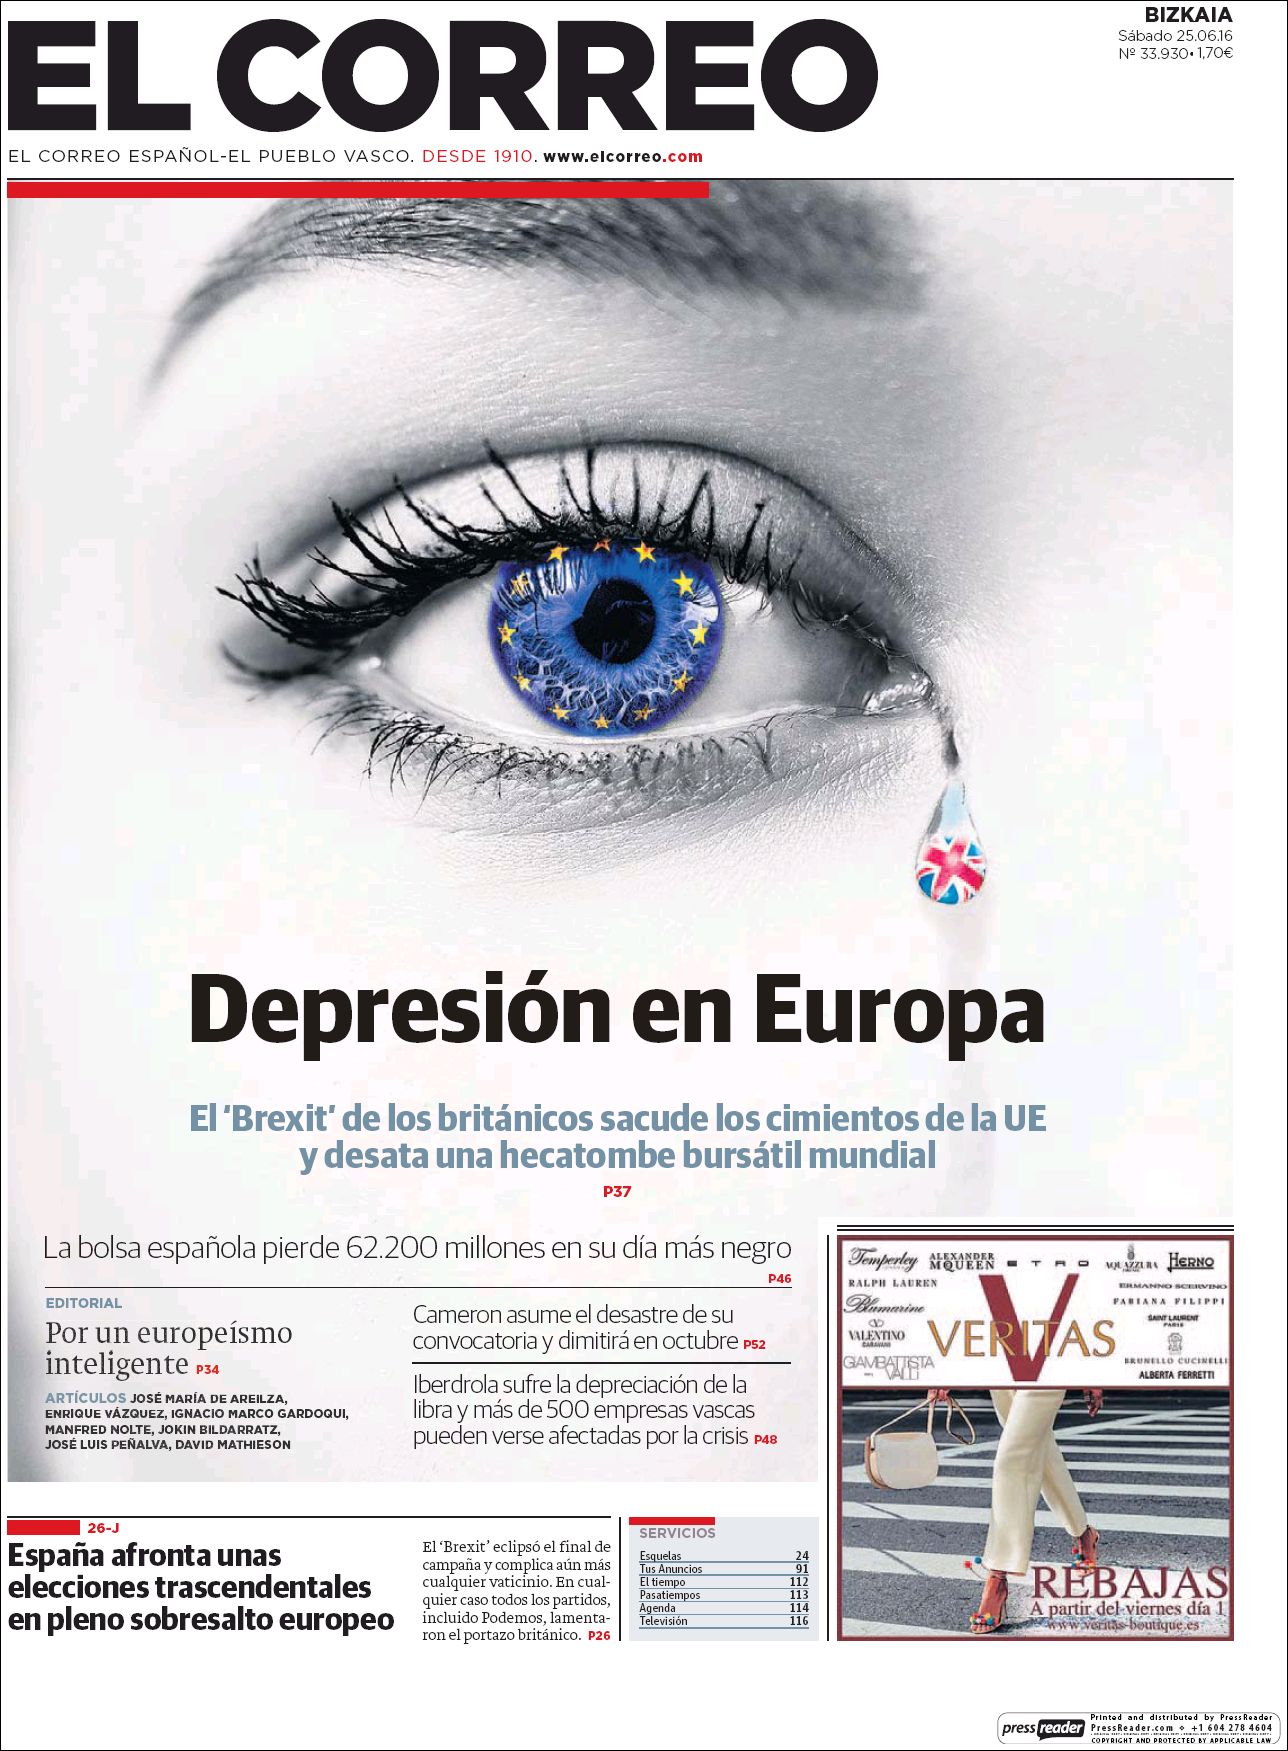 EL CORREO
BIZKAIA
Sábado 25.06.16
Nº 33.930 • 1,70€
EL CORREO ESPAÑOL-EL PUEBLO VASCO. DESDE 1910. www.elcorreo.com
Depresión en Europa
El ‘Brexit’ de los británicos sacude los cimientos de la UE
y desata una hecatombe bursátil mundial
P37
La bolsa española pierde 62.200 millones en su día más negro
P46
EDITORIAL
Por un europeísmo
inteligente P34
ARTÍCULOS JOSÉ MARÍA DE AREILZA,
ENRIQUE VÁZQUEZ, IGNACIO MARCO GARDOQUI,
MANFRED NOLTE, JOKIN BILDARRATZ,
JOSÉ LUIS PEÑALVA, DAVID MATHIESON
Cameron asume el desastre de su
convocatoria y dimitirá en octubre P52
Iberdrola sufre la depreciación de la
libra y más de 500 empresas vascas
pueden verse afectadas por la crisis P48
Temperley
ALEXANDER
MCQUEEN
ETRO
AQUAZZURA
HERNO
RALPH LAUREN
ERMANNO SCERVINO
Blumarine
FABIANA FILIPPI
VALENTINO
GARAVANI
V
VERITAS
SAINT LAURENT
PARIS
GIAMBATTISTA
VALLI
BRUNELLO CUCINELLI
ALBERTA FERRETTI
REBAJAS
A partir del viernes día 1
www.veritas-boutique.es
26-J
España afronta unas
elecciones trascendentales
en pleno sobresalto europeo
El ‘Brexit’ eclipsó el final de
campaña y complica aún más
cualquier vaticinio. En cual-
quier caso todos los partidos,
incluido Podemos, lamenta-
ron el portazo británico. P26
SERVICIOS
Esquelas 24
Tus Anuncios 91
El tiempo 112
Pasatiempos 113
Agenda 114
Televisión 116
pressreader
Printed and distributed by PressReader
PressReader.com +1 604 278 4604
COPYRIGHT AND PROTECTED BY APPLICABLE LAW